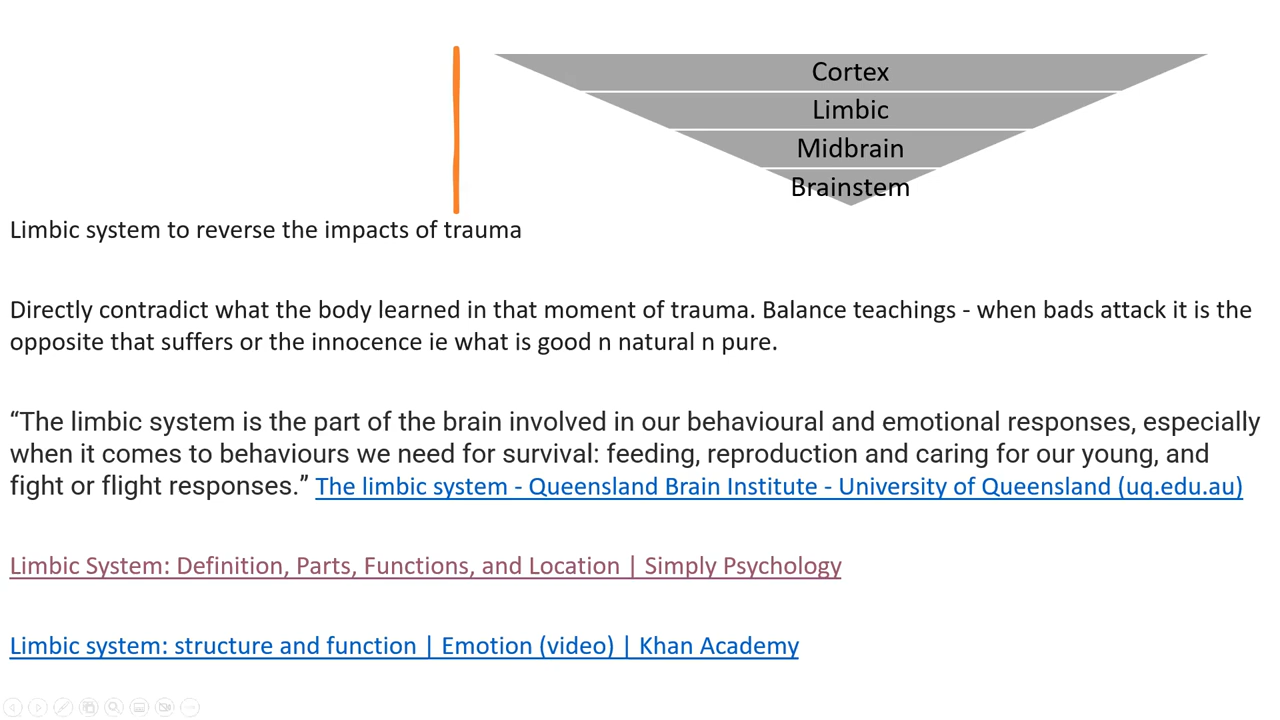 Cortex
Limbic
Midbrain
Brainstem
Limbic system to reverse the impacts of trauma
Directly contradict what the body learned in that moment of trauma. Balance teachings - when bads attack it is the
opposite that suffers or the innocence ie what is good n natural n pure.
“The limbic system is the part of the brain involved in our behavioural and emotional responses, especially
when it comes to behaviours we need for survival: feeding, reproduction and caring for our young, and
fight or flight responses.” The limbic system - Queensland Brain Institute - University of Queensland (uq.edu.au)
Limbic System: Definition, Parts, Functions, and Location | Simply Psychology
Limbic system: structure and function | Emotion (video) | Khan Academy